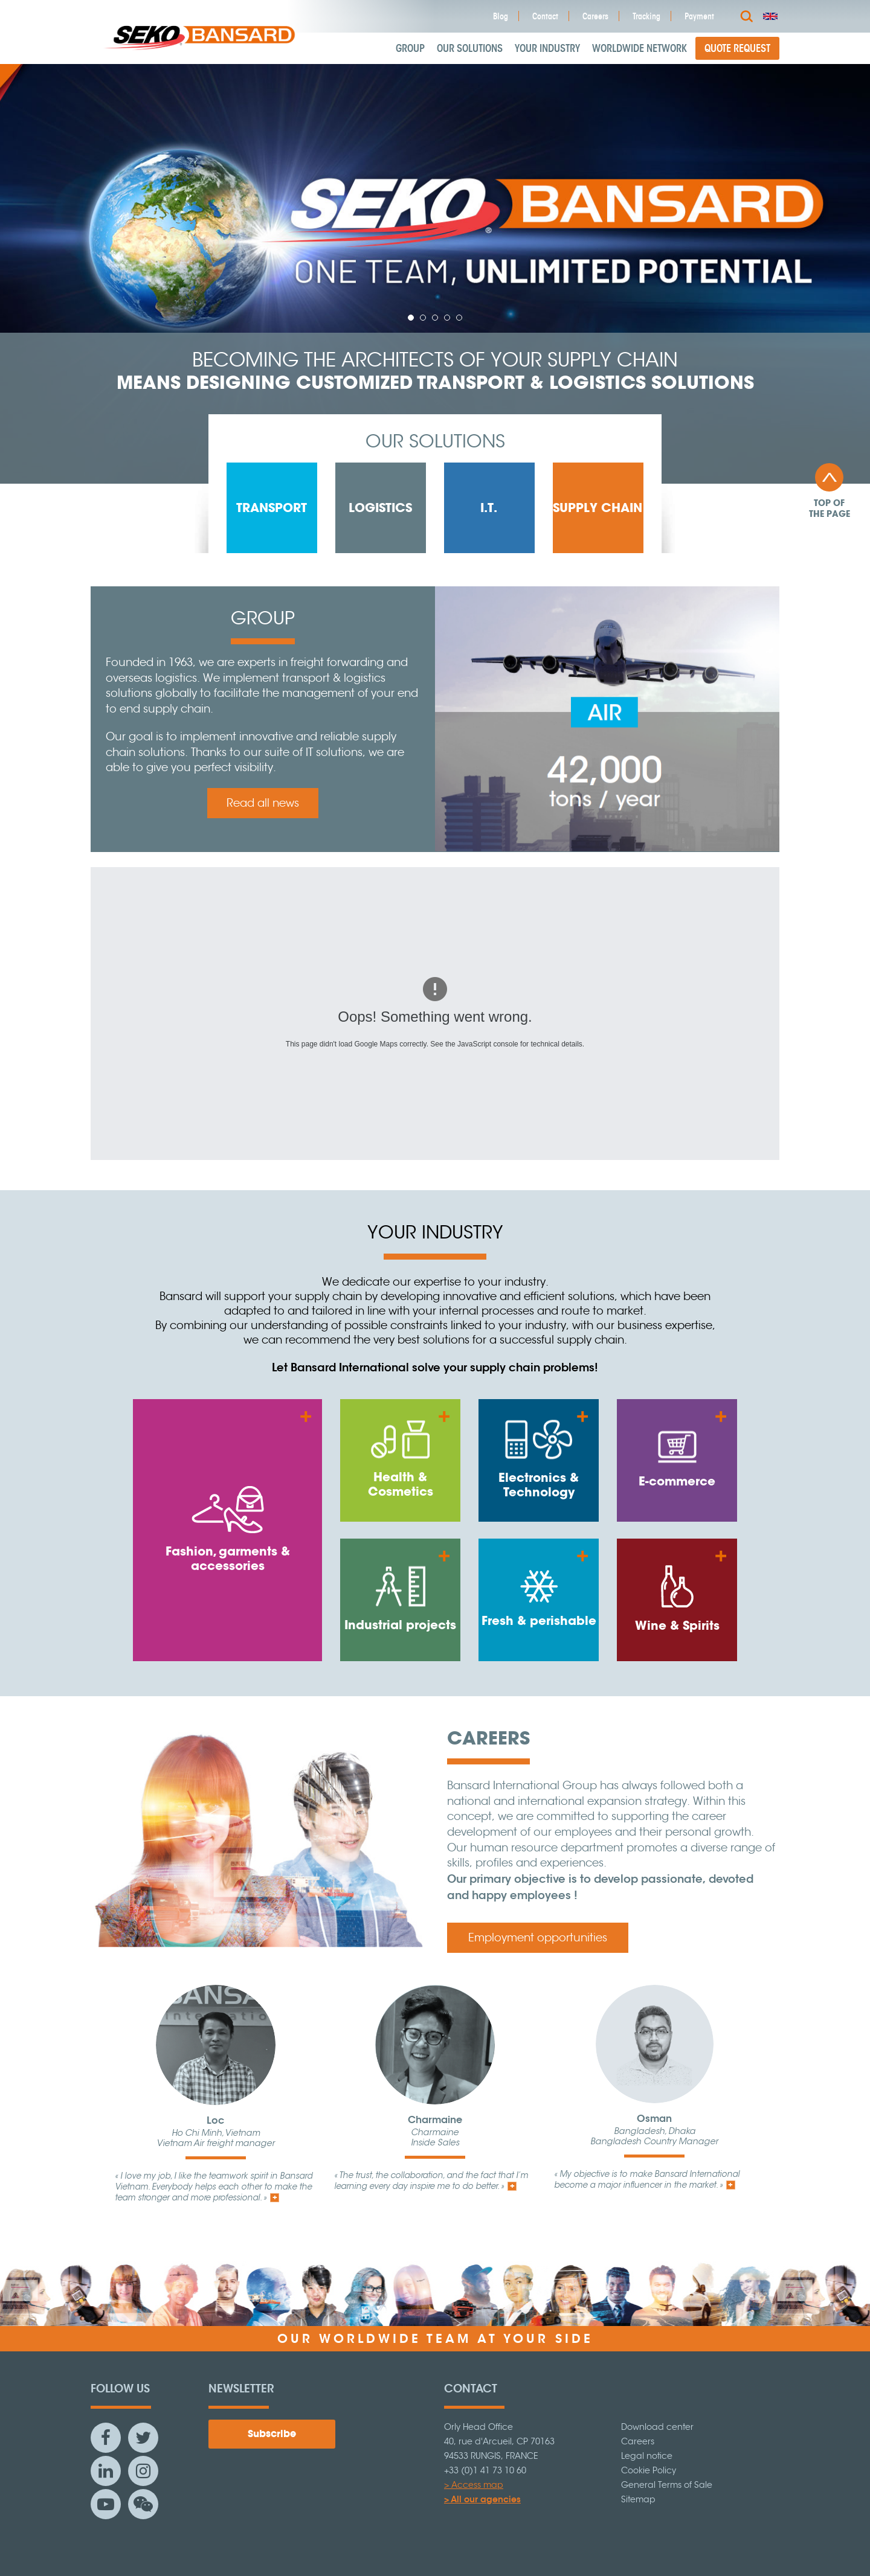 Blog
Contact
Careers
Tracking
Payment
SEKO BANSARD
GROUP
OUR SOLUTIONS
YOUR INDUSTRY
WORLDWIDE NETWORK
QUOTE REQUEST
SEKO® BANSARD
ONE TEAM, UNLIMITED POTENTIAL
BECOMING THE ARCHITECTS OF YOUR SUPPLY CHAIN
MEANS DESIGNING CUSTOMIZED TRANSPORT & LOGISTICS SOLUTIONS
OUR SOLUTIONS
TRANSPORT
LOGISTICS
I.T.
SUPPLY CHAIN
TOP OF
THE PAGE
GROUP
Founded in 1963, we are experts in freight forwarding and
overseas logistics. We implement transport & logistics
solutions globally to facilitate the management of your end
to end supply chain.
Our goal is to implement innovative and reliable supply
chain solutions. Thanks to our suite of IT solutions, we are
able to give you perfect visibility.
Read all news
AIR
42,000
tons / year
Oops! Something went wrong.
This page didn't load Google Maps correctly. See the JavaScript console for technical details.
YOUR INDUSTRY
We dedicate our expertise to your industry.
Bansard will support your supply chain by developing innovative and efficient solutions, which have been
adapted to and tailored in line with your internal processes and route to market.
By combining our understanding of possible constraints linked to your industry, with our business expertise,
we can recommend the very best solutions for a successful supply chain.
Let Bansard International solve your supply chain problems!
Fashion, garments &
accessories
Health &
Cosmetics
Electronics &
Technology
E-commerce
Industrial projects
Fresh & perishable
Wine & Spirits
CAREERS
Bansard International Group has always followed both a
national and international expansion strategy. Within this
concept, we are committed to supporting the career
development of our employees and their personal growth.
Our human resource department promotes a diverse range of
skills, profiles and experiences.
Our primary objective is to develop passionate, devoted
and happy employees !
Employment opportunities
Loc
Ho Chi Minh, Vietnam
Vietnam Air freight manager
« I love my job, I like the teamwork spirit in Bansard
Vietnam. Everybody helps each other to make the
team stronger and more professional. »
Charmaine
Charmaine
Inside Sales
« The trust, the collaboration, and the fact that I'm
learning every day inspire me to do better. »
Osman
Bangladesh, Dhaka
Bangladesh Country Manager
« My objective is to make Bansard International
become a major influencer in the market. »
OUR WORLDWIDE TEAM AT YOUR SIDE
FOLLOW US
NEWSLETTER
Subscribe
CONTACT
Orly Head Office
40, rue d'Arcueil, CP 70163
94533 RUNGIS, FRANCE
+33 (0)1 41 73 10 60
> Access map
> All our agencies
Download center
Careers
Legal notice
Cookie Policy
General Terms of Sale
Sitemap